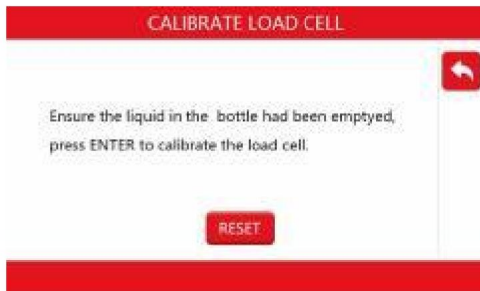 CALIBRATE LOAD CELL
Ensure the liquid in the bottle had been emptyed,
press ENTER to calibrate the load cell.
RESET